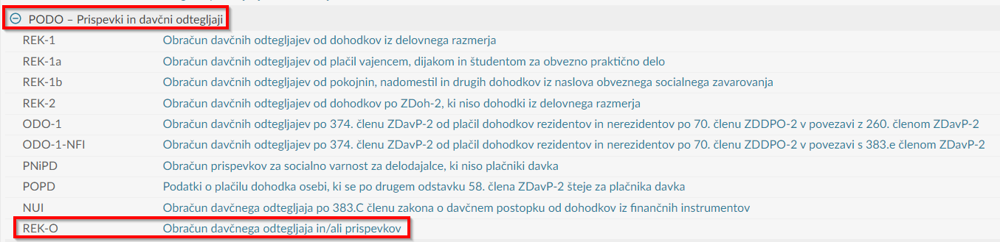 PODO – Prispevki in davčni odtegljaji
REK-1 Obračun davčnih odtegljajev od dohodkov iz delovnega razmerja
REK-1a Obračun davčnih odtegljajev od plačil vajencem, dijakom in študentom za obvezno praktično delo
REK-1b Obračun davčnih odtegljajev od pokojnin, nadomestil in drugih dohodkov iz naslova obveznega socialnega zavarovanja
REK-2 Obračun davčnih odtegljajev od dohodkov po ZDoh-2, ki niso dohodki iz delovnega razmerja
ODO-1 Obračun davčnih odtegljajev po 374. členu ZDavP-2 od plačil dohodkov rezidentov in nerezidentov po 70. členu ZDDPO-2 v povezavi z 260. členom ZDavP-2
ODO-1-NFI Obračun davčnih odtegljajev po 374. členu ZDavP-2 od plačil dohodkov rezidentov in nerezidentov po 70. členu ZDDPO-2 v povezavi s 383.e členom ZDavP-2
PNiPD Obračun prispevkov za socialno varnost za delodajalce, ki niso plačniki davka
POPD Podatki o plačilu dohodka osebi, ki se po drugem odstavku 58. člena ZDavP-2 šteje za plačnika davka
NUI Obračun davčnega odtegljaja po 383.C členu zakona o davčnem postopku od dohodkov iz finančnih instrumentov
REK-O Obračun davčnega odtegljaja in/ali prispevkov